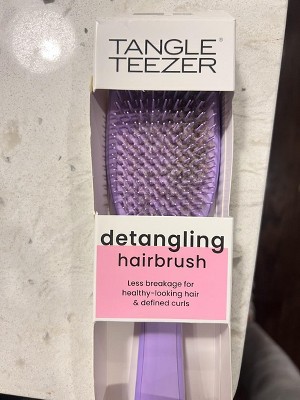 TANGLE
TEEZER®
detangling
hairbrush
Less breakage for
healthy-looking hair
& defined curls